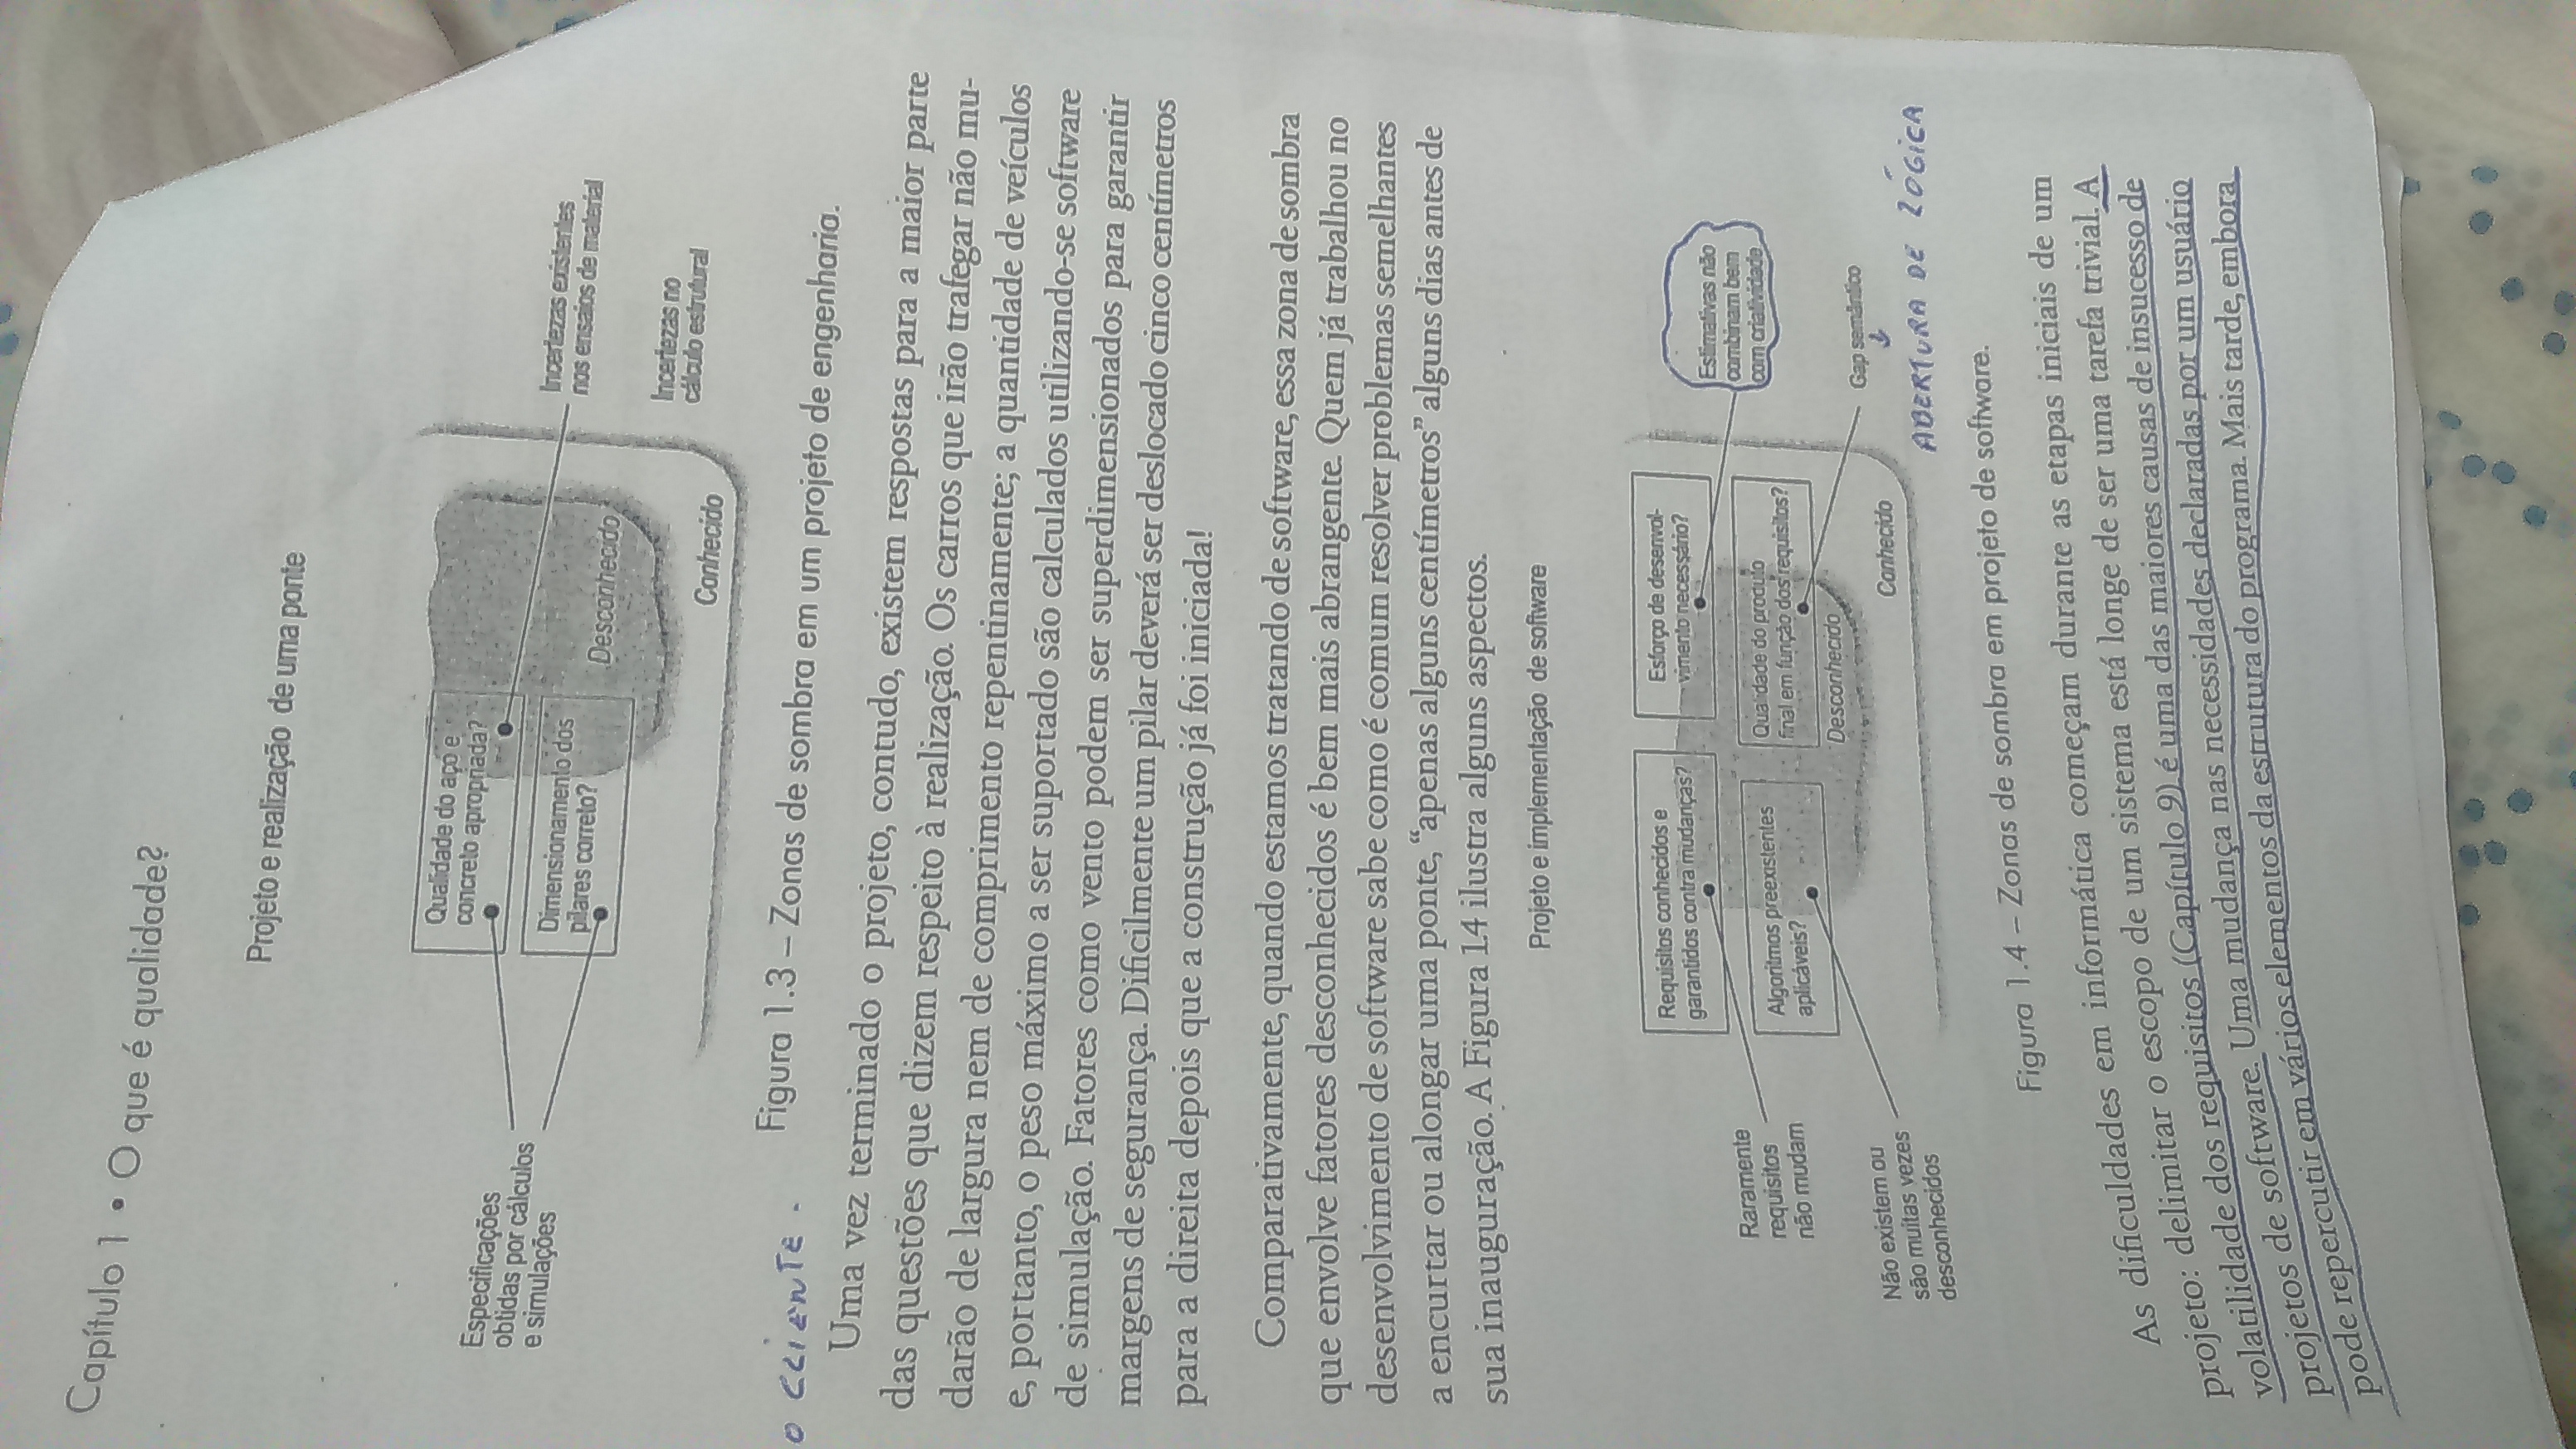 Capítulo 1 • O que é qualidade?
Projeto e realização de uma ponte
Especificações
obtidas por cálculos
e simulações
Qualidade do aço e
concreto apropriada?
Dimensionamento dos
pilares correto?
Desconhecido
Conhecido
Incertezas existentes
nos ensaios de material
Incertezas no
cálculo estrutural
O CLIENTE.
Figura 1.3 – Zonas de sombra em um projeto de engenharia.
Uma vez terminado o projeto, contudo, existem respostas para a maior parte
das questões que dizem respeito à realização. Os carros que irão trafegar não mu-
darão de largura nem de comprimento repentinamente; a quantidade de veículos
e, portanto, o peso máximo a ser suportado são calculados utilizando-se software
de simulação. Fatores como vento podem ser superdimensionados para garantir
margens de segurança. Dificilmente um pilar deverá ser deslocado cinco centímetros
para a direita depois que a construção já foi iniciada!
Comparativamente, quando estamos tratando de software, essa zona de sombra
que envolve fatores desconhecidos é bem mais abrangente. Quem já trabalhou no
desenvolvimento de software sabe como é comum resolver problemas semelhantes
a encurtar ou alongar uma ponte, “apenas alguns centímetros” alguns dias antes de
sua inauguração. A Figura 1.4 ilustra alguns aspectos.
Projeto e implementação de software
Requisitos conhecidos e
garantidos contra mudanças?
Esforço de desenvol-
vimento necessário?
Raramente
requisitos
não mudam
Algoritmos preexistentes
aplicáveis?
Qualidade do produto
final em função dos requisitos?
Estimativas não
combinam bem
com criatividade
Desconhecido
Conhecido
Não existem ou
são muitas vezes
desconhecidos
Gap semântico
ABERTURA DE LÓGICA
Figura 1.4 – Zonas de sombra em projeto de software.
As dificuldades em informática começam durante as etapas iniciais de um
projeto: delimitar o escopo de um sistema está longe de ser uma tarefa trivial. A
volatilidade dos requisitos (Capítulo 9) é uma das maiores causas de insucesso de
projetos de software. Uma mudança nas necessidades declaradas por um usuário
pode repercutir em vários elementos da estrutura do programa. Mais tarde, embora